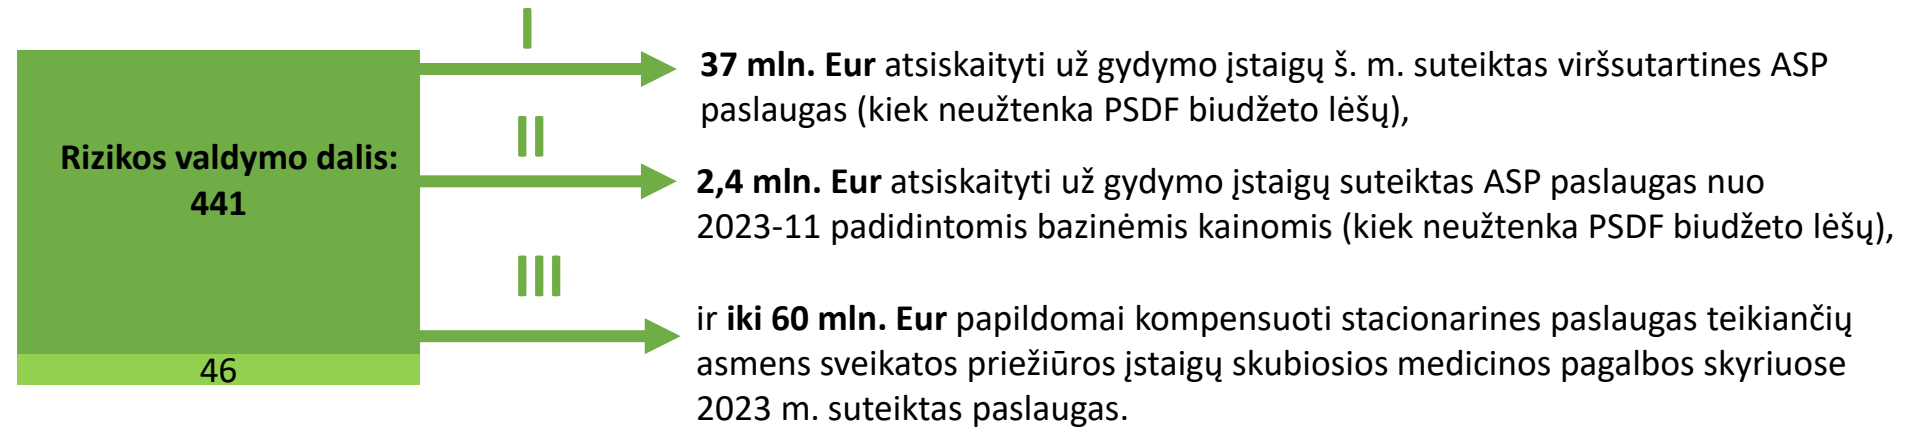 Rizikos valdymo dalis:
441
46
I
37 mln. Eur atsiskaityti už gydymo įstaigų š. m. suteiktas viršsutartines ASP
paslaugas (kiek neužtenka PSDF biudžeto lėšų),
II
2,4 mln. Eur atsiskaityti už gydymo įstaigų suteiktas ASP paslaugas nuo
2023-11 padidintomis bazinėmis kainomis (kiek neužtenka PSDF biudžeto lėšų),
III
ir iki 60 mln. Eur papildomai kompensuoti stacionarines paslaugas teikiančių
asmens sveikatos priežiūros įstaigų skubiosios medicinos pagalbos skyriuose
2023 m. suteiktas paslaugas.